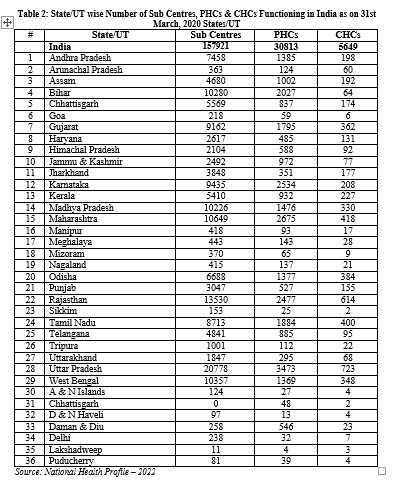 Table 2: State/UT wise Number of Sub Centres, PHCs & CHCs Functioning in India as on 31st
March, 2020 States/UT
# State/UT Sub Centres PHCs CHCs
India 157921 30813 5649
1 Andhra Pradesh 7458 1385 198
2 Arunachal Pradesh 363 124 60
3 Assam 4680 1002 192
4 Bihar 10280 2027 64
5 Chhattisgarh 5569 837 174
6 Goa 218 59 6
7 Gujarat 9162 1795 362
8 Haryana 2617 485 131
9 Himachal Pradesh 2104 588 92
10 Jammu & Kashmir 2492 972 77
11 Jharkhand 3848 351 177
12 Karnataka 9435 2534 208
13 Kerala 5410 932 227
14 Madhya Pradesh 10226 1476 330
15 Maharashtra 10649 2675 418
16 Manipur 418 93 17
17 Meghalaya 443 143 28
18 Mizoram 370 65 9
19 Nagaland 415 137 21
20 Odisha 6688 1377 384
21 Punjab 3047 527 155
22 Rajasthan 13530 2477 614
23 Sikkim 153 25 2
24 Tamil Nadu 8713 1884 400
25 Telangana 4841 885 95
26 Tripura 1001 112 22
27 Uttarakhand 1847 295 68
28 Uttar Pradesh 20778 3473 723
29 West Bengal 10357 1369 348
30 A & N Islands 124 27 4
31 Chhattisgarh 0 48 2
32 D & N Haveli 97 13 4
33 Daman & Diu 258 546 23
34 Delhi 238 32 7
35 Lakshadweep 11 4 3
36 Puducherry 81 39 4
Source: National Health Profile – 2022